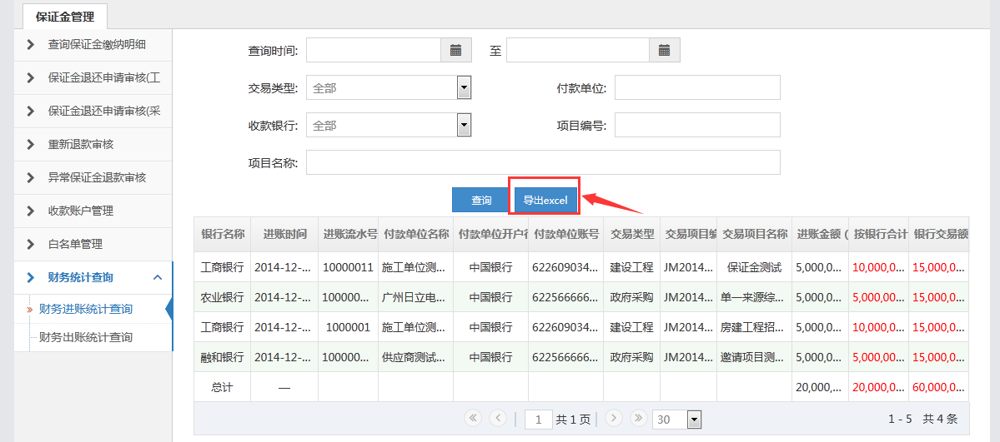 保证金管理
查询保证金缴纳明细
保证金退还申请审核(工
保证金退还申请审核(采
重新退款审核
异常保证金退款审核
收款账户管理
白名单管理
财务统计查询
» 财务进账统计查询
财务出账统计查询
查询时间: 至
交易类型: 全部 付款单位:
收款银行: 全部 项目编号:
项目名称:
查询 导出excel
银行名称 进账时间 进账流水号 付款单位名称 付款单位开户行 付款单位账号 交易类型 交易项目编 交易项目名称 进账金额 ( 按银行合计 银行交易额
工商银行 2014-12-... 10000011 施工单位测... 中国银行 622609034... 建设工程 JM2014... 保证金测试 5,000,0... 10,000,0... 15,000,0...
农业银行 2014-12-... 100000... 广州日立电... 中国银行 622566666... 政府采购 JM2014... 单一来源综... 5,000,0... 5,000,00... 15,000,0...
工商银行 2014-12-... 1000001 施工单位测... 中国银行 622609034... 建设工程 JM2014... 房建工程招... 5,000,0... 10,000,0... 15,000,0...
融和银行 2014-12-... 100000... 供应商测试... 中国银行 622566666... 政府采购 JM2014... 邀请项目测... 5,000,0... 5,000,00... 15,000,0...
总计 — 20,000,... 20,000,0... 60,000,0...
1 共 1 页 30 1 - 5 共 4 条